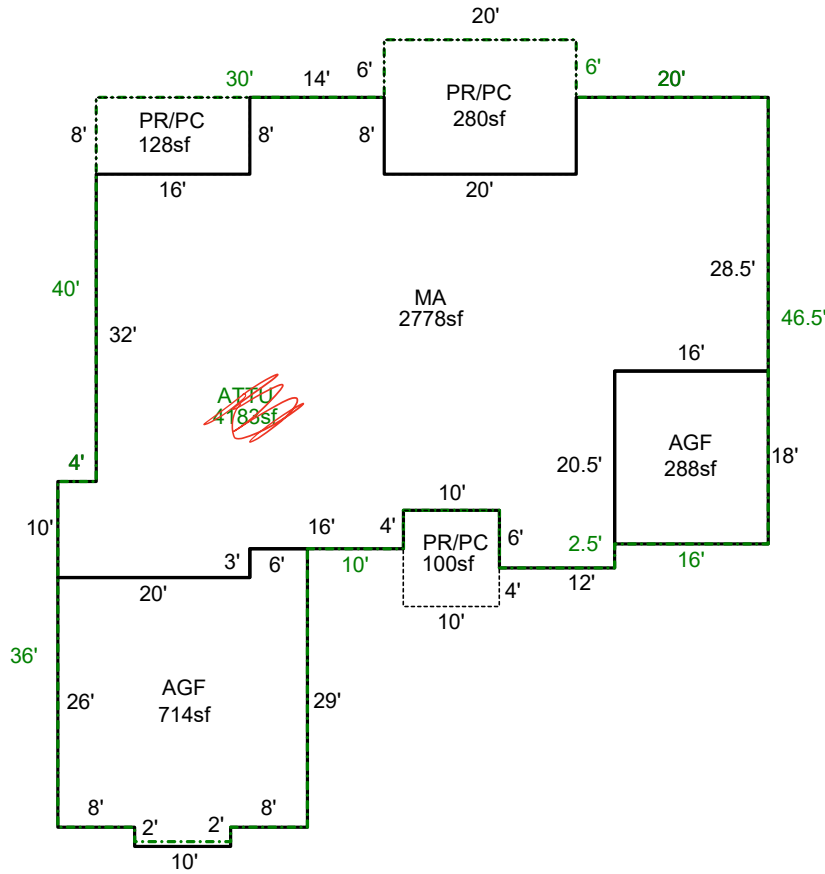 20'
30'
14'
6'
6'
20'
PR/PC
280sf
8'
PR/PC
128sf
8'
8'
16'
20'
28.5'
40'
MA
2778sf
46.5'
32'
16'
ATTU
4183sf
AGF
288sf
20.5'
18'
4'
10'
10'
16'
4'
PR/PC
100sf
6'
2.5'
16'
3'
6'
10'
12'
20'
4'
10'
36'
26'
AGF
714sf
29'
8'
8'
2'
2'
10'